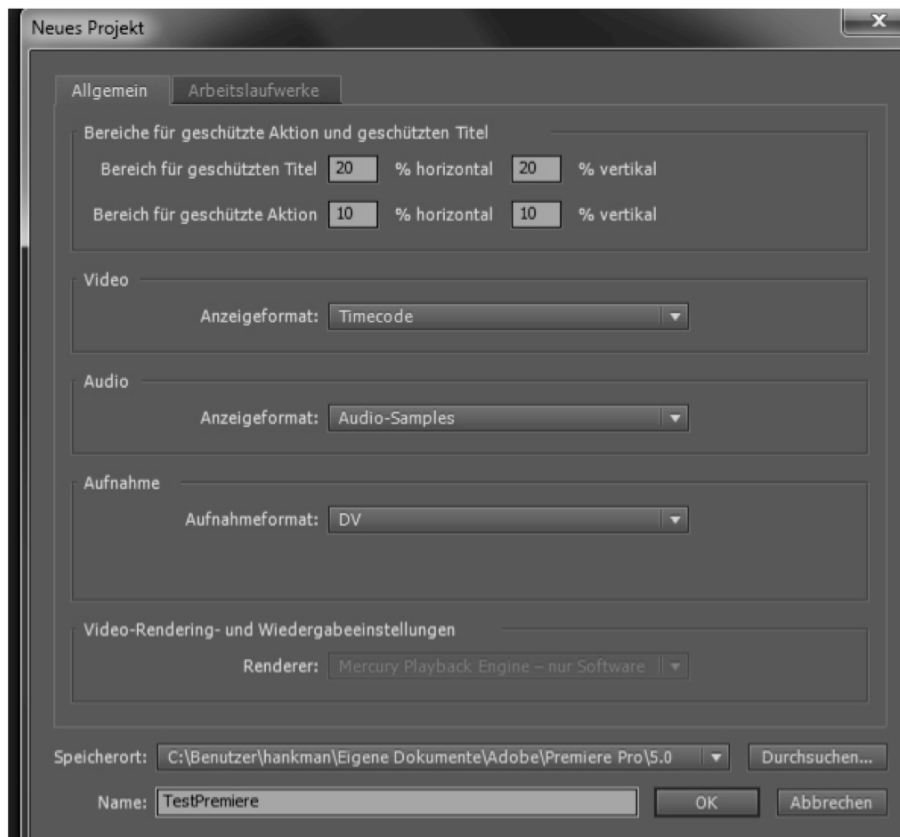 Neues Projekt
x
Allgemein Arbeitslaufwerke
Bereiche für geschützte Aktion und geschützten Titel
Bereich für geschützten Titel 20 % horizontal 20 % vertikal
Bereich für geschützte Aktion 10 % horizontal 10 % vertikal
Video
Anzeigeformat: Timecode
Audio
Anzeigeformat: Audio-Samples
Aufnahme
Aufnahmeformat: DV
Video-Rendering- und Wiedergabeeinstellungen
Renderer: Mercury Playback Engine – nur Software
Speicherort: C:\Benutzer\hankman\Eigene Dokumente\Adobe\Premiere Pro\5.0 Durchsuchen...
Name: TestPremiere OK Abbrechen